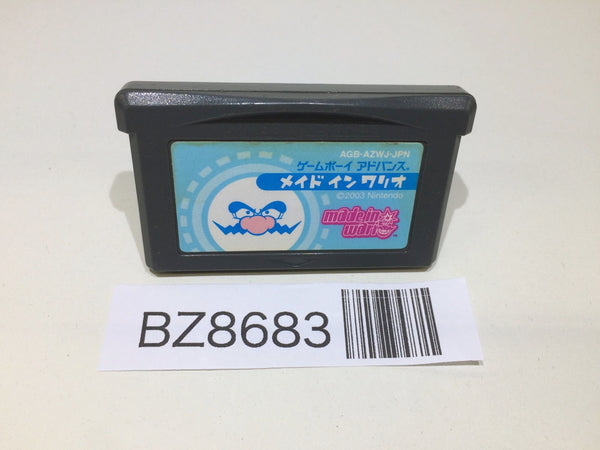 AGB-AZWJ-JPN
ゲームボーイ アドバンス®
メイド イン ワリオ
©2003 Nintendo
made in
wario™
BZ8683